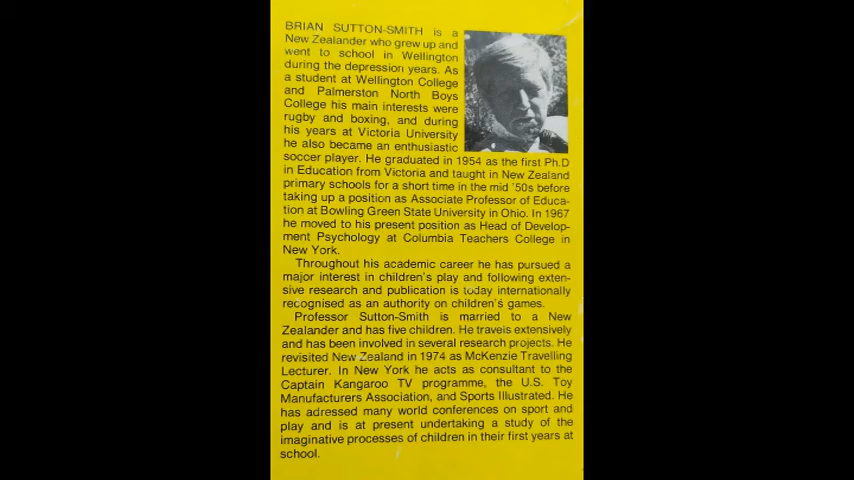 BRIAN SUTTON-SMITH is a
New Zealander who grew up and
went to school in Wellington
during the depression years. As
a student at Wellington College
and Palmerston North Boys
College his main interests were
rugby and boxing, and during
his years at Victoria University
he also became an enthusiastic
soccer player. He graduated in 1954 as the first Ph.D
in Education from Victoria and taught in New Zealand
primary schools for a short time in the mid '50s before
taking up a position as Associate Professor of Educa-
tion at Bowling Green State University in Ohio. In 1967
he moved to his present position as Head of Develop-
ment Psychology at Columbia Teachers College in
New York.
Throughout his academic career he has pursued a
major interest in children's play and following exten-
sive research and publication is today internationally
recognised as an authority on children's games.
Professor Sutton-Smith is married to a New
Zealander and has five children. He travels extensively
and has been involved in several research projects. He
revisited New Zealand in 1974 as McKenzie Travelling
Lecturer. In New York he acts as consultant to the
Captain Kangaroo TV programme, the U.S. Toy
Manufacturers Association, and Sports Illustrated. He
has adressed many world conferences on sport and
play and is at present undertaking a study of the
imaginative processes of children in their first years at
school.